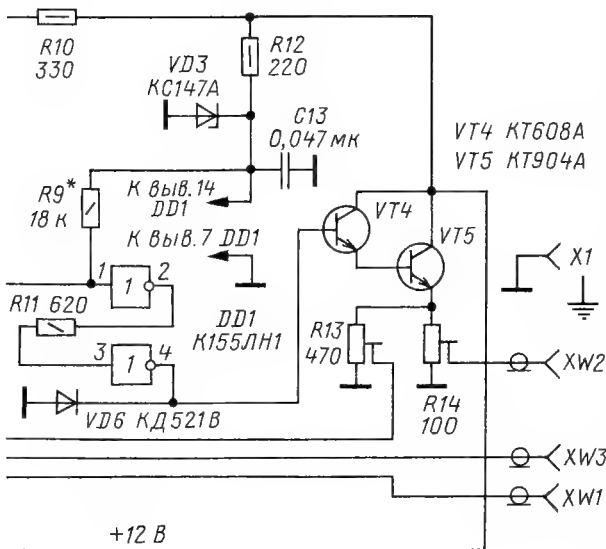 R10
330
R12
220
VD3
КС147А
C13
0,047 мк
VT4 КТ608А
VT5 КТ904А
R9*
18 к
К выв.14
DD1
К выв.7 DD1
VT4
VT5
X1
1 1 2
R11 620
DD1
К155ЛН1
R13
470
3 1 4
XW2
VD6 КД521В
R14
100
XW3
XW1
+12 В